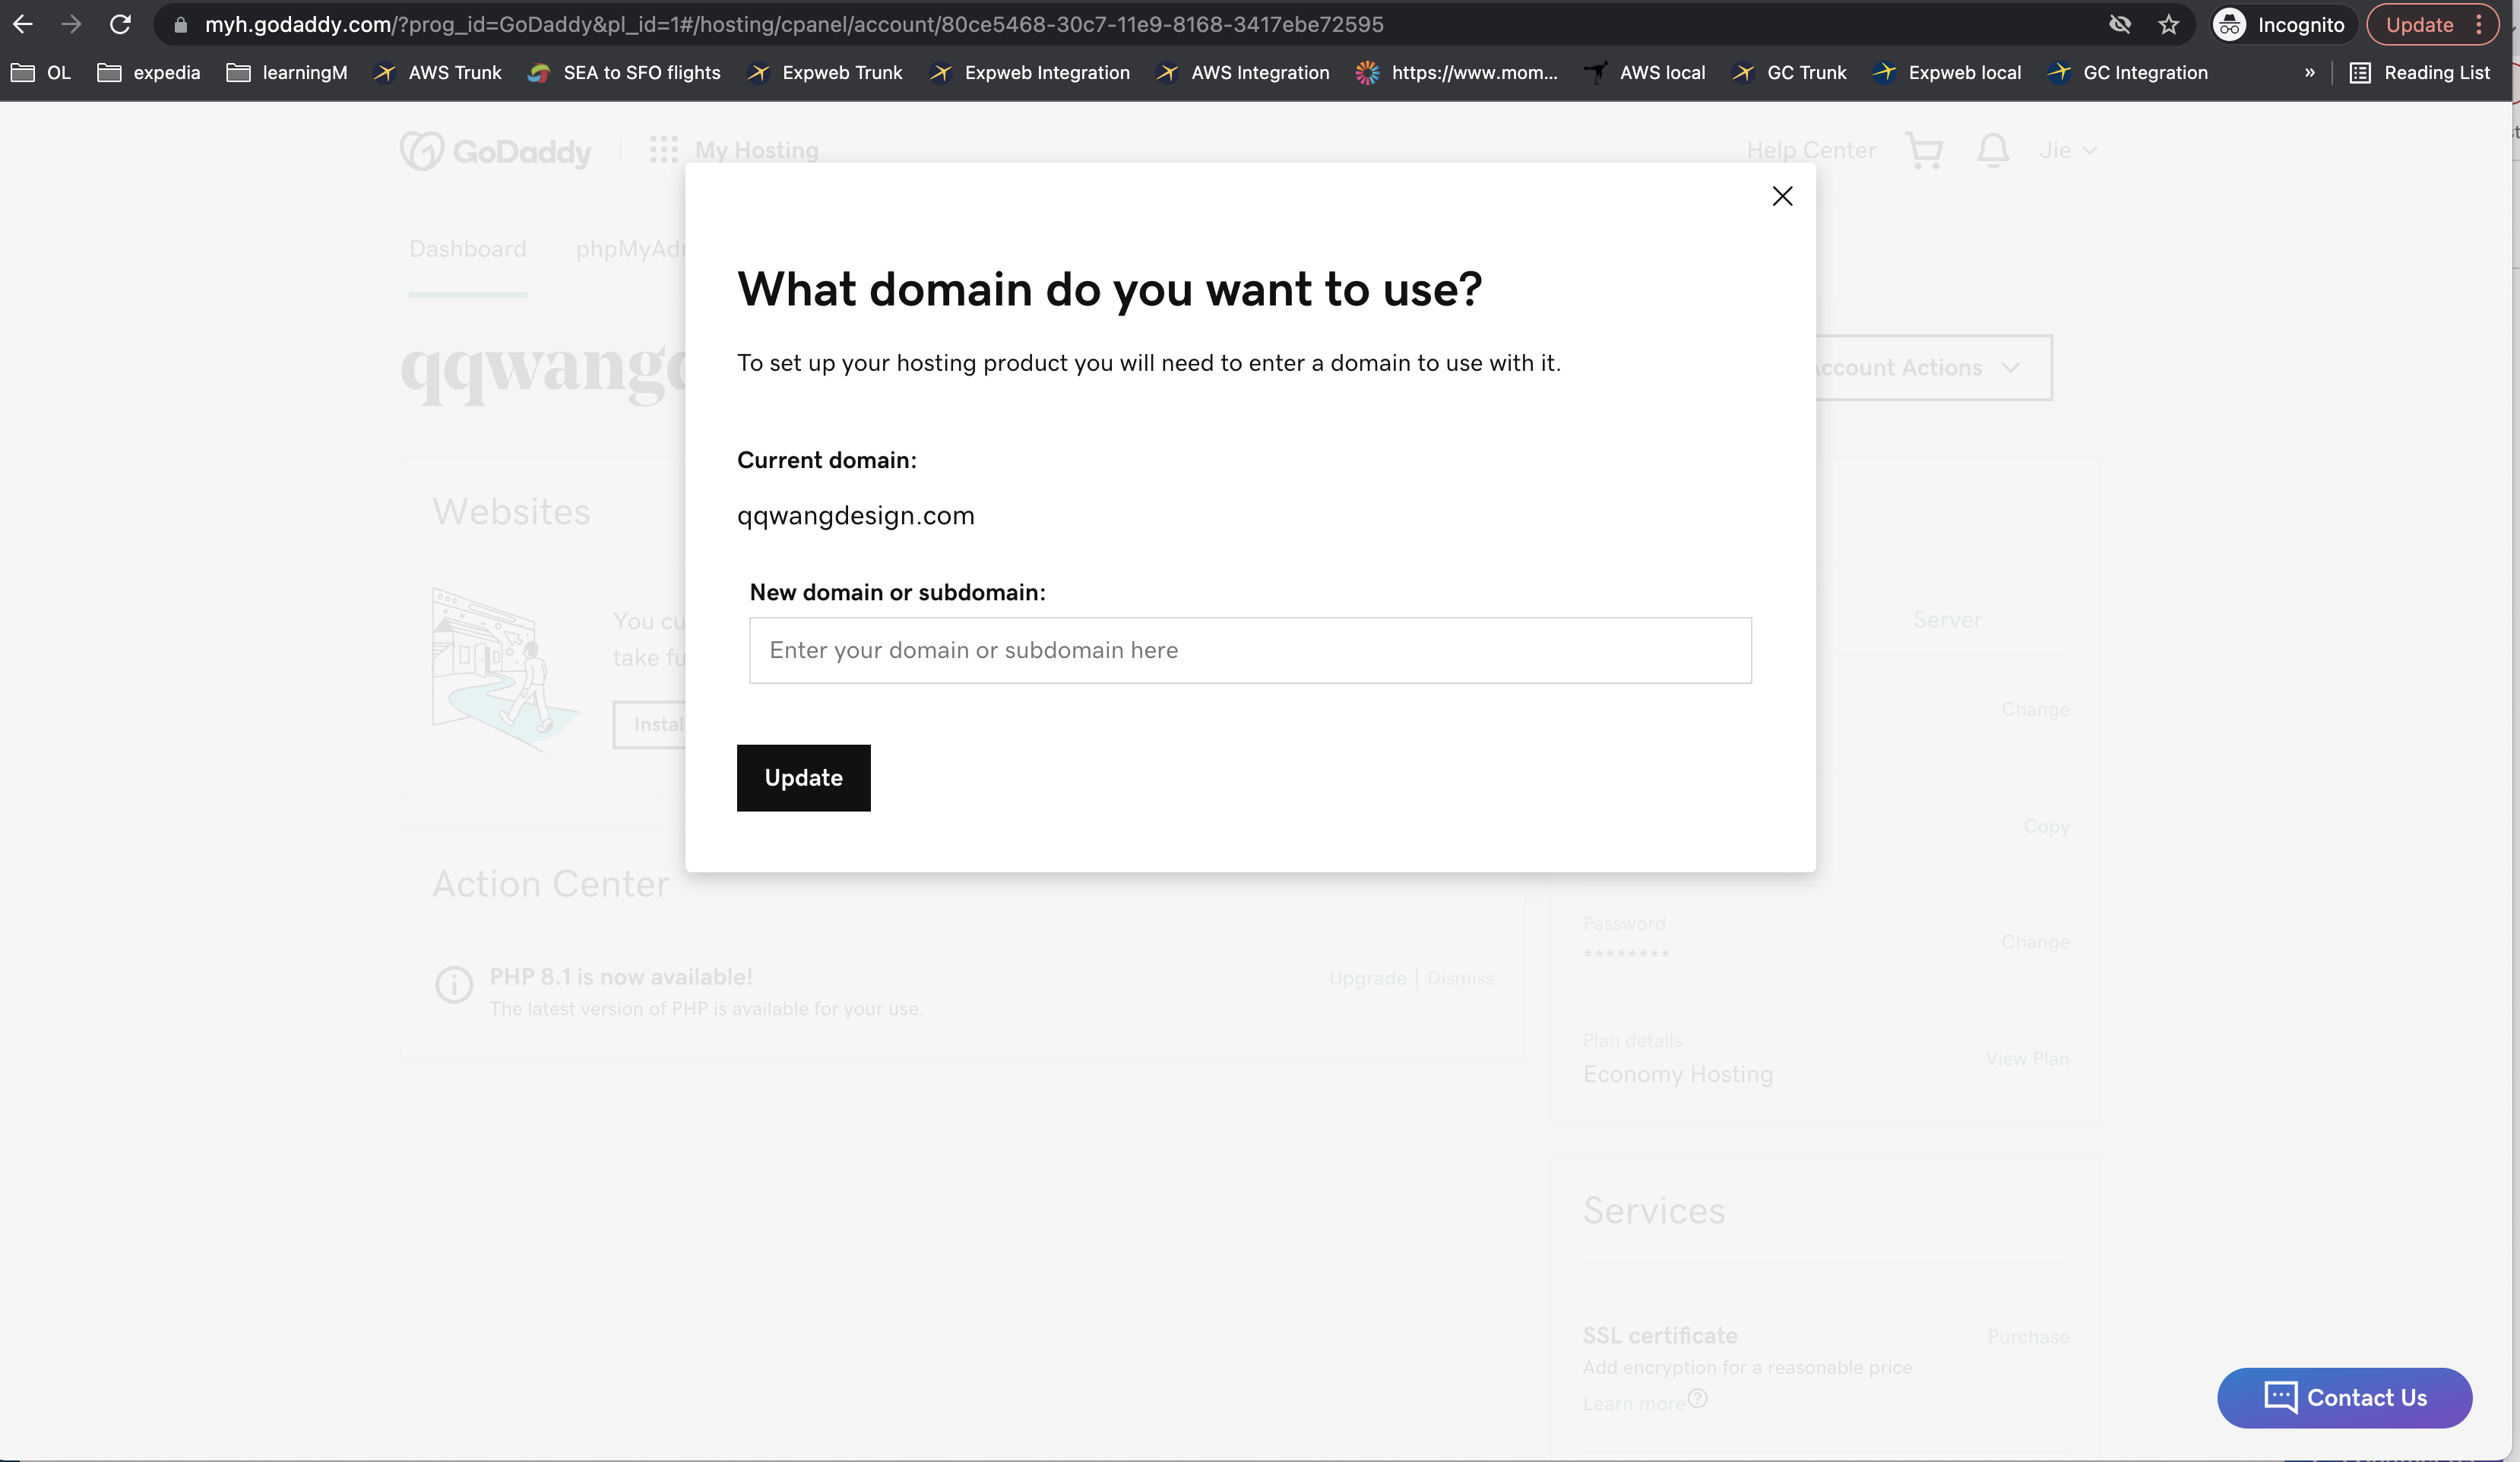 myh.godaddy.com/?prog_id=GoDaddy&pl_id=1#/hosting/cpanel/account/80ce5468-30c7-11e9-8168-3417ebe72595
Incognito
Update
OL
expedia
learningM
AWS Trunk
SEA to SFO flights
Expweb Trunk
Expweb Integration
AWS Integration
https://www.mom...
AWS local
GC Trunk
Expweb local
GC Integration
»
Reading List
GoDaddy
My Hosting
Help Center
Jie
Dashboard
phpMyAd
qqwang
Account Actions
What domain do you want to use?
To set up your hosting product you will need to enter a domain to use with it.
Current domain:
qqwangdesign.com
New domain or subdomain:
Enter your domain or subdomain here
Update
Websites
You cu
take fu
Instal
Server
Change
Copy
Action Center
PHP 8.1 is now available!
The latest version of PHP is available for your use.
Upgrade | Dismiss
Password
********
Change
Plan details
Economy Hosting
View Plan
Services
SSL certificate
Purchase
Add encryption for a reasonable price
Learn more
Contact Us